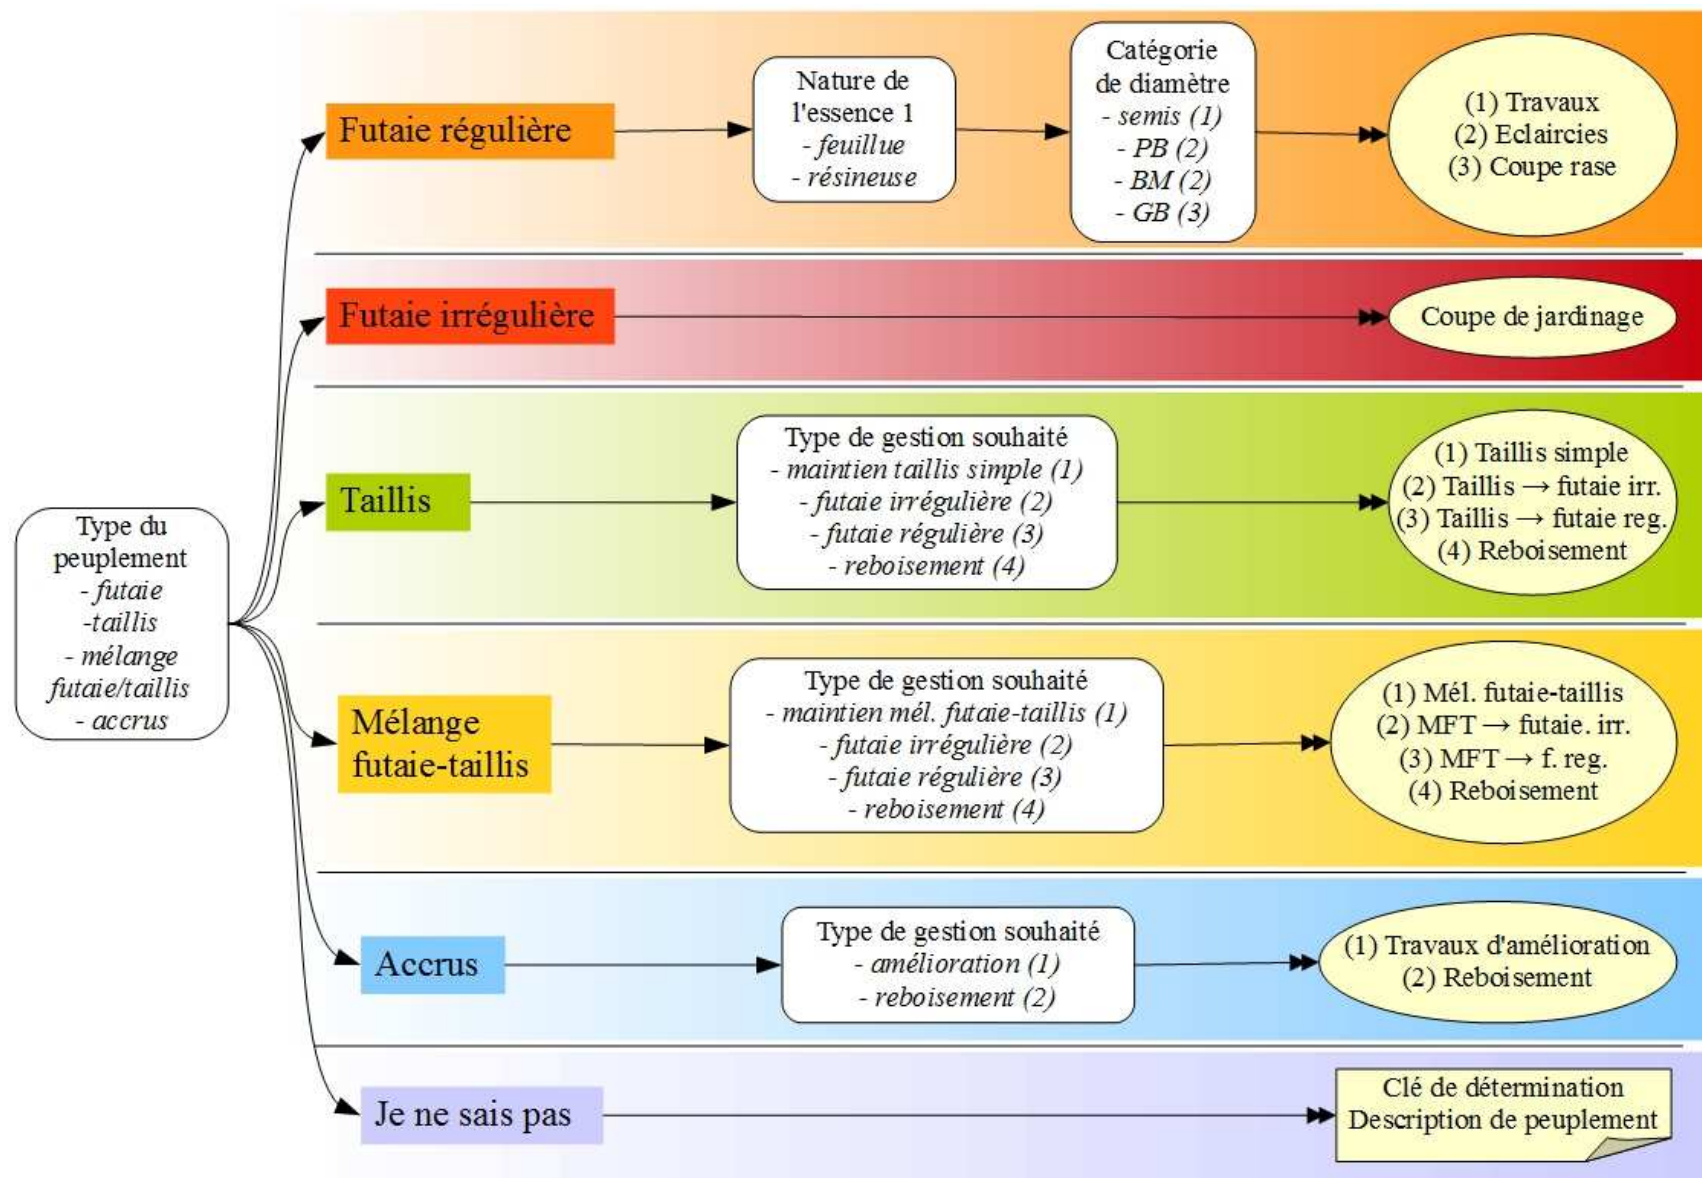 Type du
peuplement
- futaie
-taillis
- mélange
futaie/taillis
- accrus
Futaie régulière
Nature de
l'essence 1
- feuillue
- résineuse
Catégorie
de diamètre
- semis (1)
- PB (2)
- BM (2)
- GB (3)
(1) Travaux
(2) Eclaircies
(3) Coupe rase
Futaie irrégulière
Coupe de jardinage
Taillis
Type de gestion souhaité
- maintien taillis simple (1)
- futaie irrégulière (2)
- futaie régulière (3)
- reboisement (4)
(1) Taillis simple
(2) Taillis → futaie irr.
(3) Taillis → futaie reg.
(4) Reboisement
Mélange
futaie-taillis
Type de gestion souhaité
- maintien mél. futaie-taillis (1)
- futaie irrégulière (2)
- futaie régulière (3)
- reboisement (4)
(1) Mél. futaie-taillis
(2) MFT → futaie. irr.
(3) MFT → f. reg.
(4) Reboisement
Accrus
Type de gestion souhaité
- amélioration (1)
- reboisement (2)
(1) Travaux d'amélioration
(2) Reboisement
Je ne sais pas
Clé de détermination
Description de peuplement